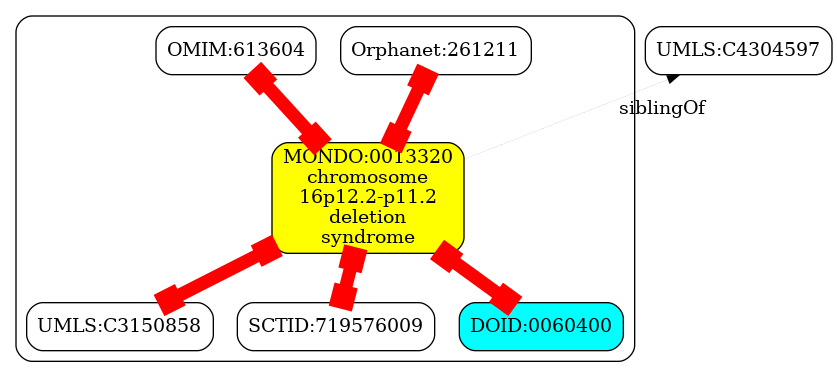 OMIM:613604
Orphanet:261211
UMLS:C4304597
siblingOf
MONDO:0013320
chromosome
16p12.2-p11.2
deletion
syndrome
UMLS:C3150858
SCTID:719576009
DOID:0060400